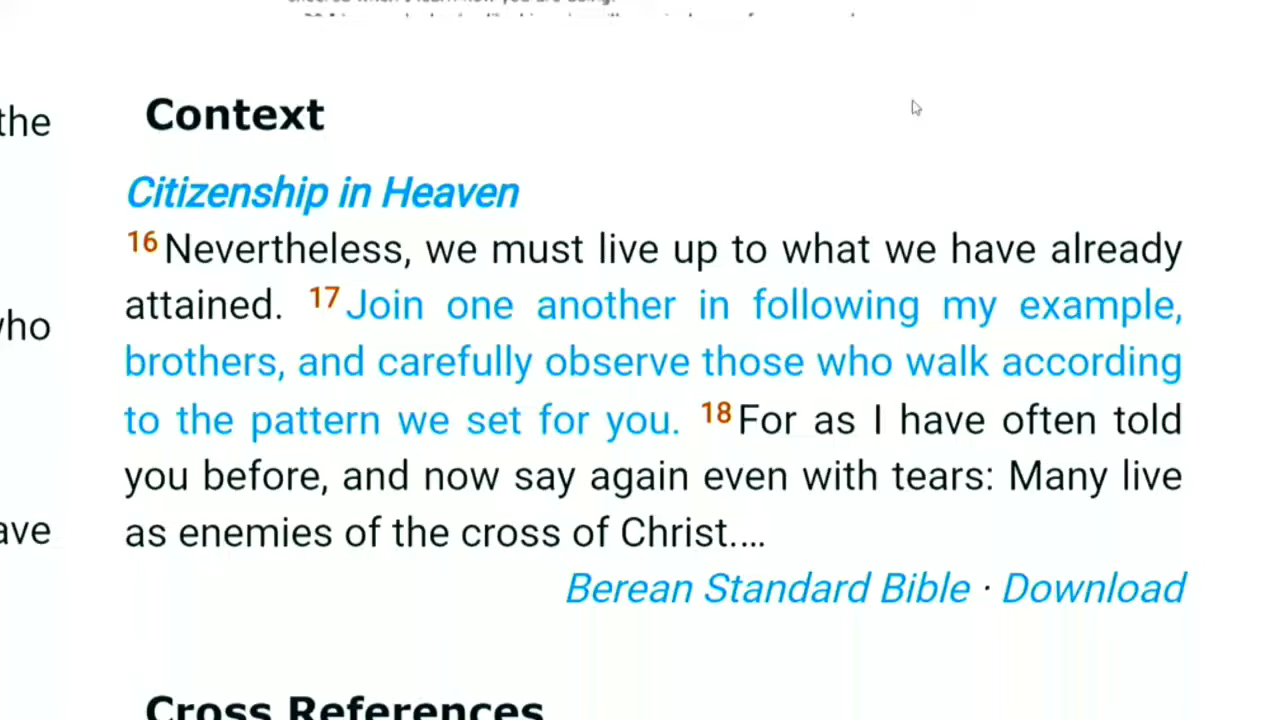 the
who
ave
Context
Citizenship in Heaven
16 Nevertheless, we must live up to what we have already
attained. 17 Join one another in following my example,
brothers, and carefully observe those who walk according
to the pattern we set for you. 18 For as I have often told
you before, and now say again even with tears: Many live
as enemies of the cross of Christ.…
Berean Standard Bible · Download
Cross References